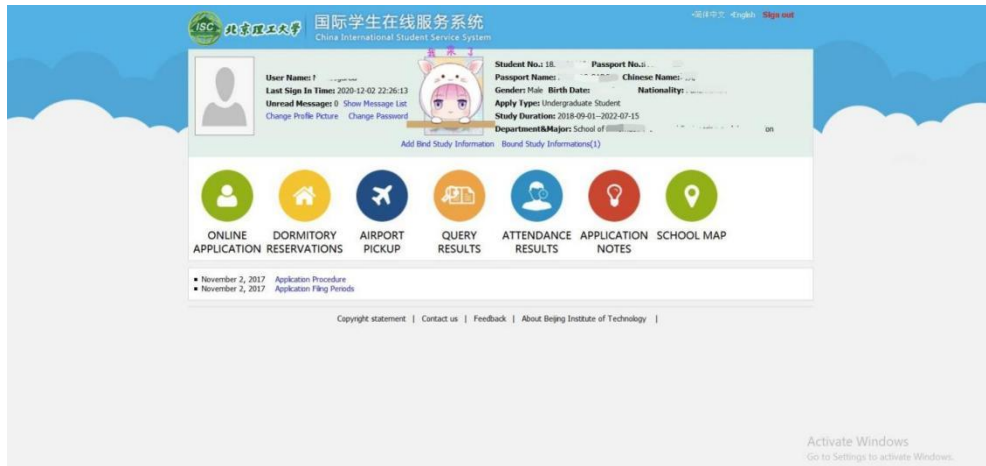 ISC 北京理工大学 国际学生在线服务系统
China International Student Service System
·简体中文 ·English Sign out
我来了
User Name:
Last Sign In Time: 2020-12-02 22:26:13
Unread Message: 0 Show Message List
Change Profile Picture Change Password
Student No.: 18. Passport No.:
Passport Name: Chinese Name:
Gender: Male Birth Date: Nationality:
Apply Type: Undergraduate Student
Study Duration: 2018-09-01--2022-07-15
Department&Major: School of on
Add Bind Study Information Bound Study Informations(1)
ONLINE APPLICATION
DORMITORY RESERVATIONS
AIRPORT PICKUP
QUERY RESULTS
ATTENDANCE RESULTS
APPLICATION NOTES
SCHOOL MAP
November 2, 2017 Application Procedure
November 2, 2017 Application Filing Periods
Copyright statement | Contact us | Feedback | About Beijing Institute of Technology |
Activate Windows
Go to Settings to activate Windows.